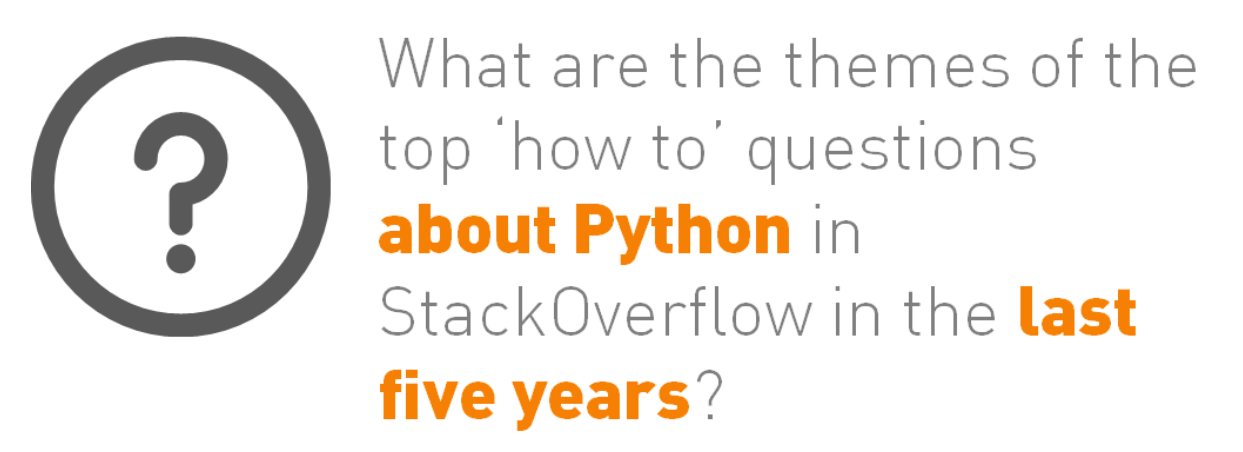 What are the themes of the
top ‘how to’ questions
about Python in
StackOverflow in the last
five years?